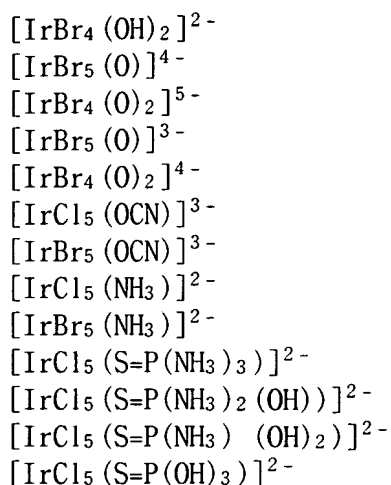 [IrBr₄(OH)₂]²⁻
[IrBr₅(O)]⁴⁻
[IrBr₄(O)₂]⁵⁻
[IrBr₅(O)]³⁻
[IrBr₄(O)₂]⁴⁻
[IrCl₅(OCN)]³⁻
[IrBr₅(OCN)]³⁻
[IrCl₅(NH₃)]²⁻
[IrBr₅(NH₃)]²⁻
[IrCl₅(S=P(NH₃)₃)]²⁻
[IrCl₅(S=P(NH₃)₂(OH))]²⁻
[IrCl₅(S=P(NH₃) (OH)₂)]²⁻
[IrCl₅(S=P(OH)₃)]²⁻